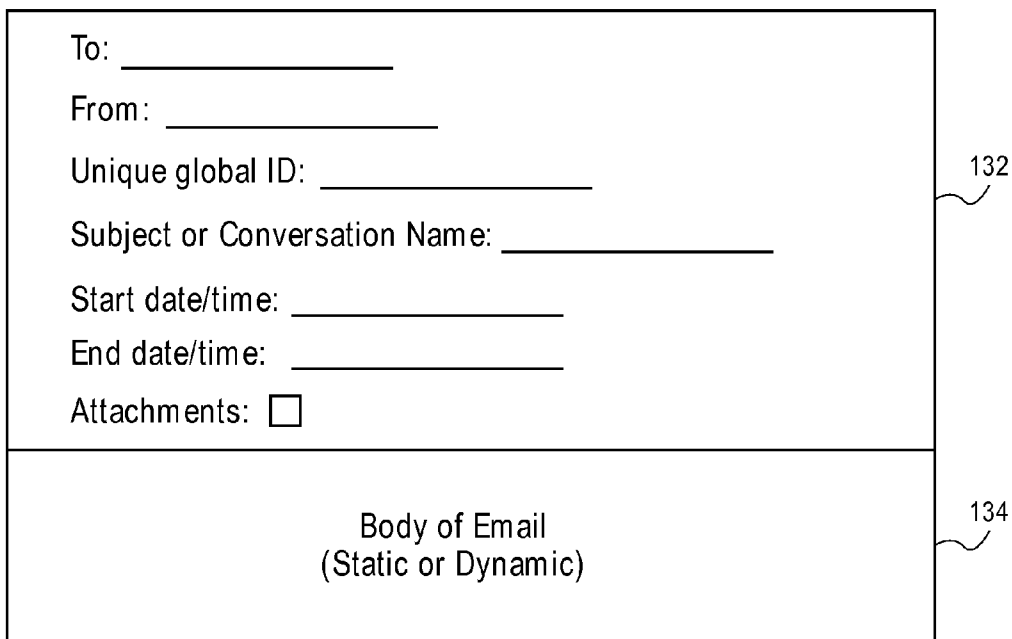 To:
From:
Unique global ID:
132
Subject or Conversation Name:
Start date/time:
End date/time:
Attachments:
134
Body of Email
(Static or Dynamic)